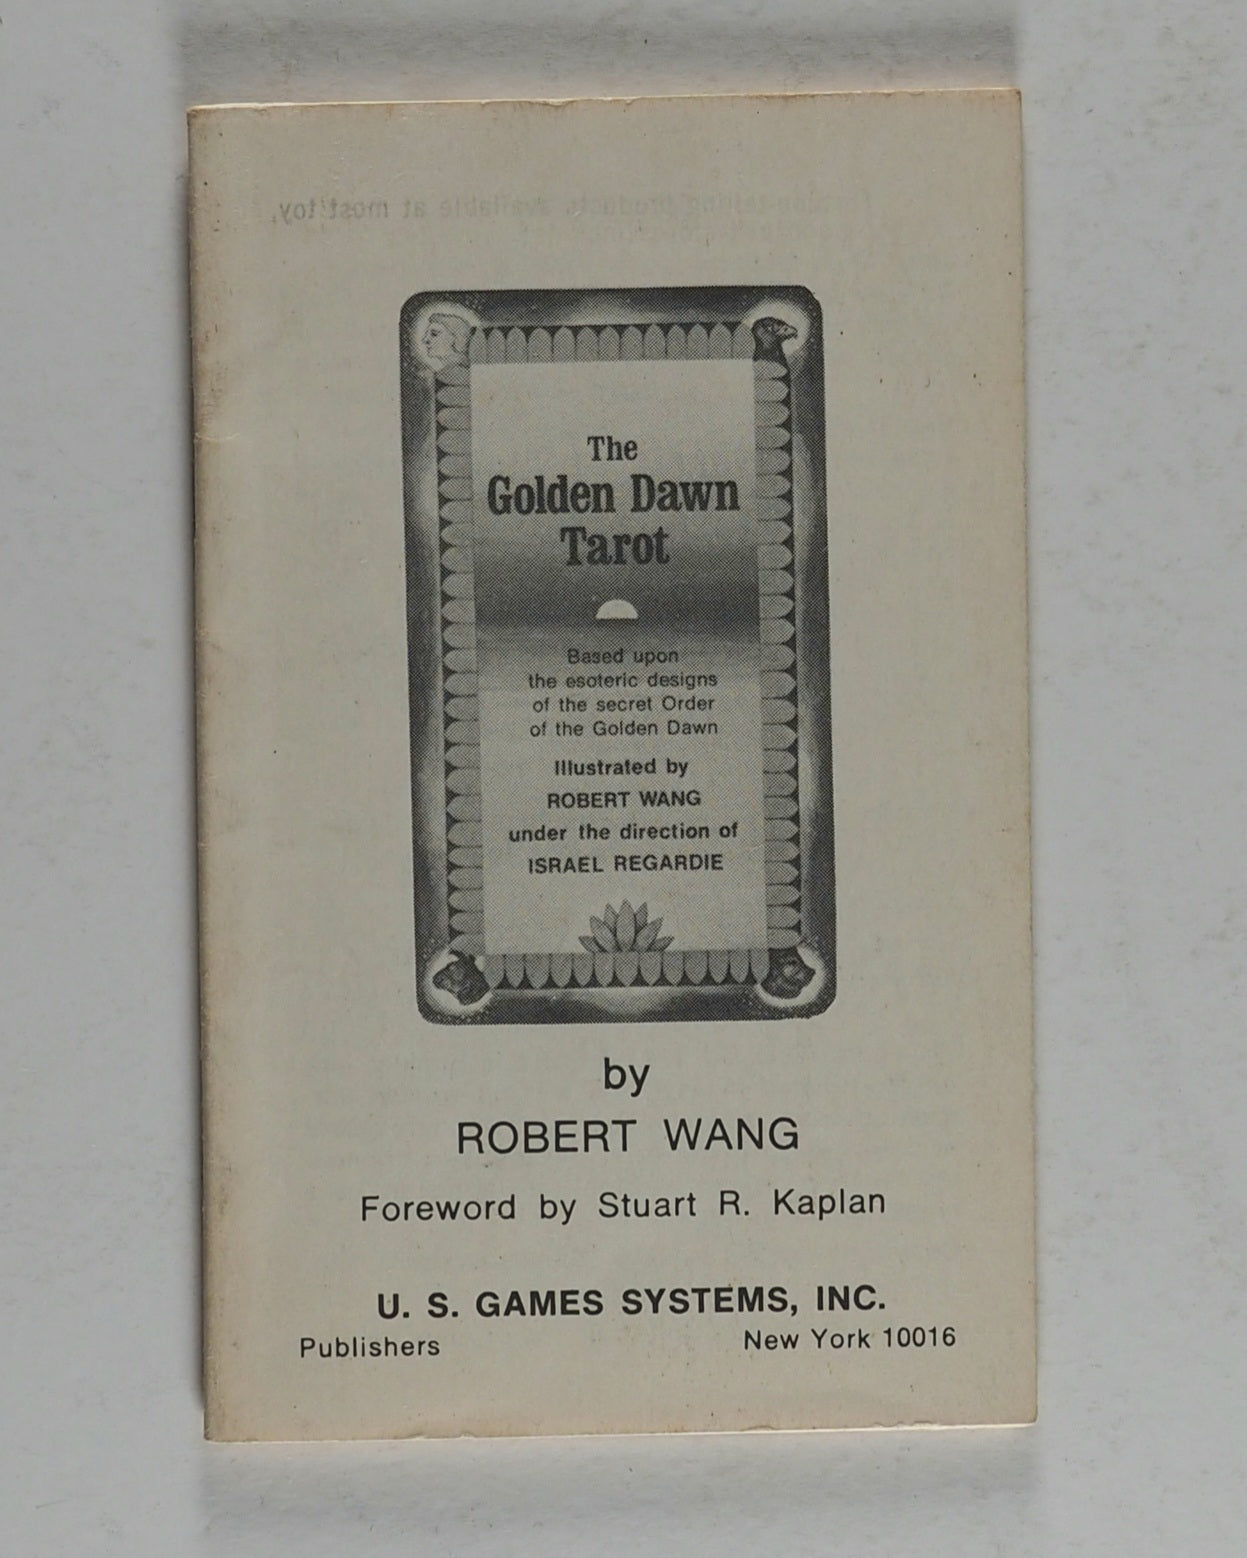 The
Golden Dawn
Tarot
Based upon
the esoteric designs
of the secret Order
of the Golden Dawn
Illustrated by
ROBERT WANG
under the direction of
ISRAEL REGARDIE
by
ROBERT WANG
Foreword by Stuart R. Kaplan
U. S. GAMES SYSTEMS, INC.
Publishers New York 10016